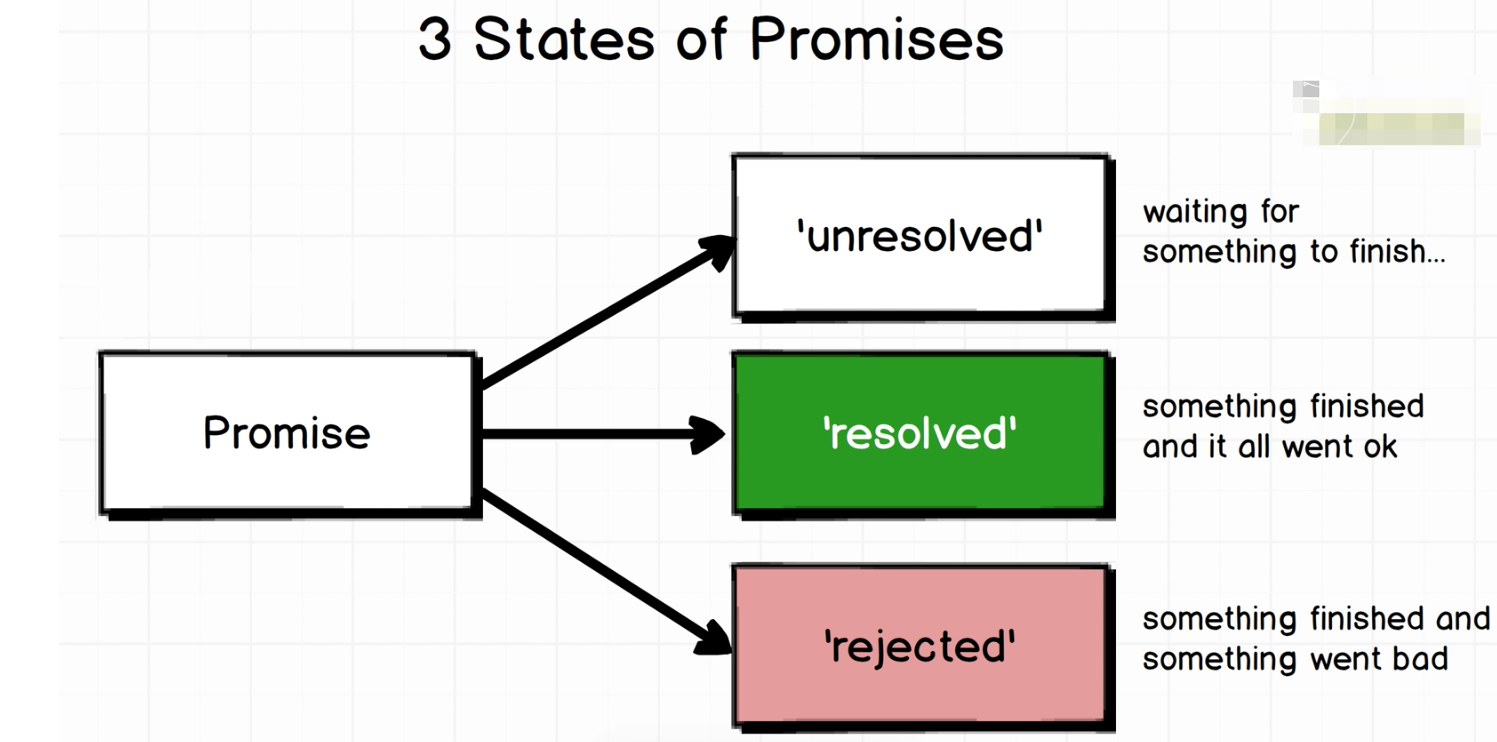 3 States of Promises
'unresolved'
waiting for
something to finish...
Promise
'resolved'
something finished
and it all went ok
'rejected'
something finished and
something went bad